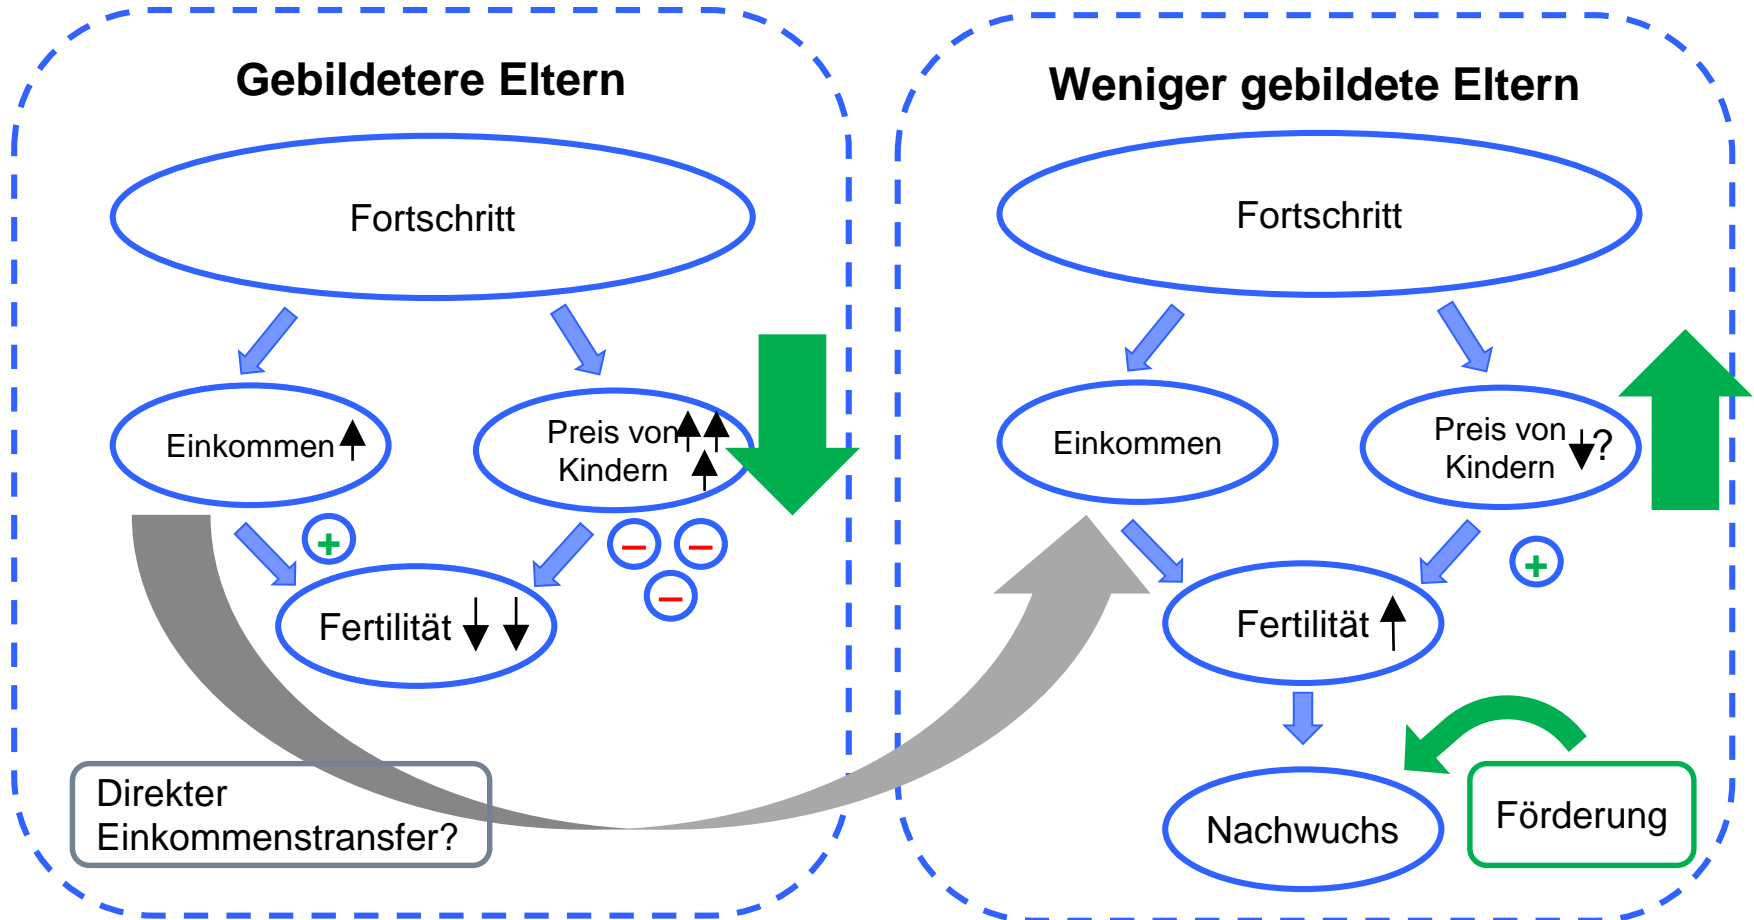 Gebildetere Eltern
Fortschritt
Einkommen
Preis von
Kindern
+
– –
–
Fertilität
Direkter
Einkommenstransfer?
Weniger gebildete Eltern
Fortschritt
Einkommen
Preis von
Kindern ?
+
Fertilität
Nachwuchs
Förderung